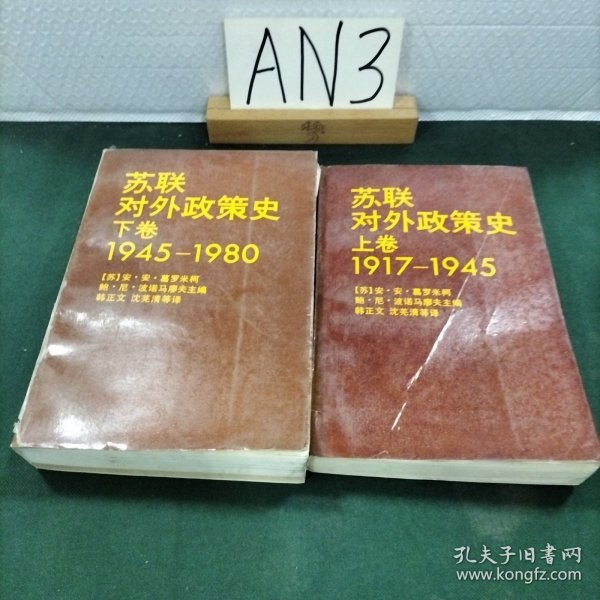 AN3
苏联
对外政策史
下卷
1945-1980
[苏]安·安·葛罗米柯
鲍·尼·波诺马廖夫主编
韩正文 沈芜清等译
苏联
对外政策史
上卷
1917-1945
[苏]安·安·葛罗米柯
鲍·尼·波诺马廖夫主编
韩正文 沈芜清等译
孔夫子旧书网
www.kongfz.com